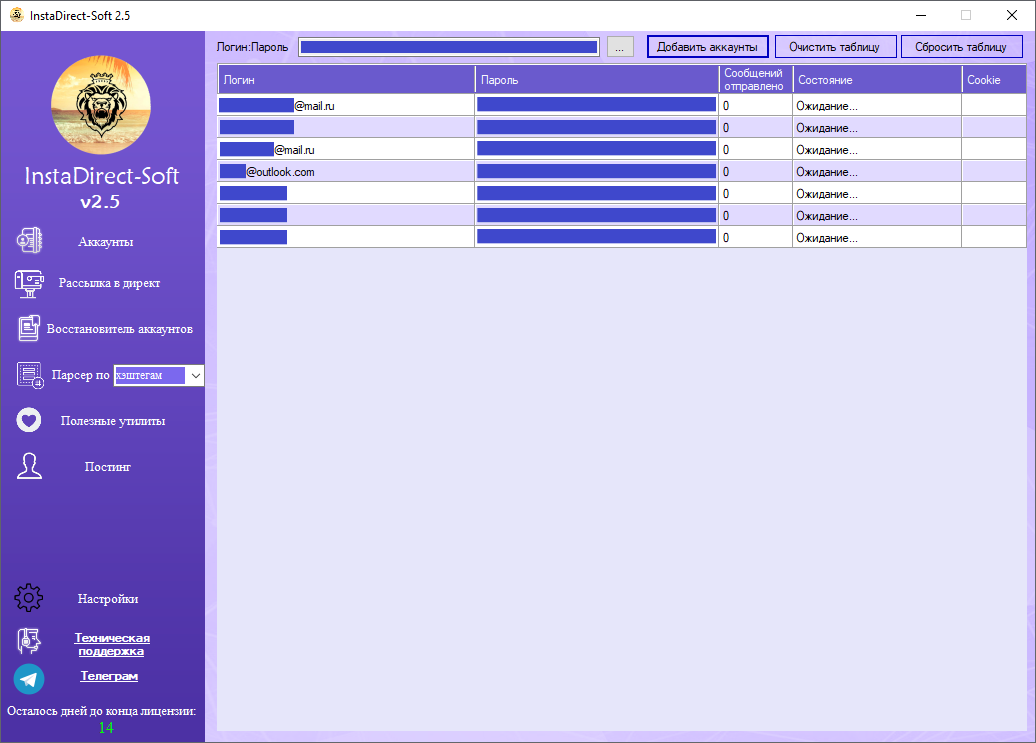 InstaDirect-Soft 2.5
Логин:Пароль
...
Добавить аккаунты
Очистить таблицу
Сбросить таблицу
InstaDirect-Soft
v2.5
Аккаунты
Рассылка в директ
Восстановитель аккаунтов
Парсер по хэштегам
Полезные утилиты
Постинг
Настройки
Техническая
поддержка
Телеграм
Осталось дней до конца лицензии:
14
Логин Пароль Сообщений отправлено Состояние Cookie
@mail.ru 0 Ожидание...
0 Ожидание...
@mail.ru 0 Ожидание...
@outlook.com 0 Ожидание...
0 Ожидание...
0 Ожидание...
0 Ожидание...